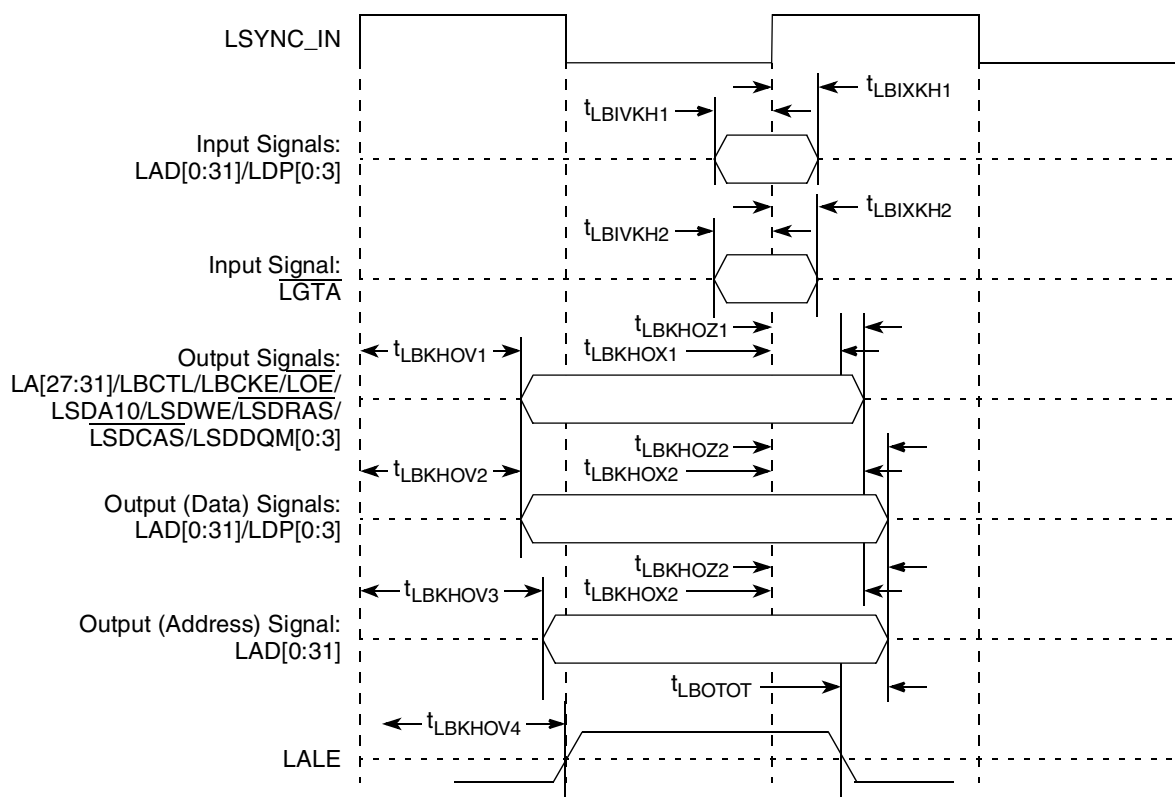 LSYNC_IN
tLBIXKH1
tLBIVKH1
Input Signals:
LAD[0:31]/LDP[0:3]
tLBIXKH2
tLBIVKH2
Input Signal:
LGTA
tLBKHOZ1
tLBKHOV1
tLBKHOX1
Output Signals:
LA[27:31]/LBCTL/LBCKE/LOE/
LSDA10/LSDWE/LSDRAS/
LSDCAS/LSDDQM[0:3]
tLBKHOZ2
tLBKHOV2
tLBKHOX2
Output (Data) Signals:
LAD[0:31]/LDP[0:3]
tLBKHOZ2
tLBKHOV3
tLBKHOX2
Output (Address) Signal:
LAD[0:31]
tLBOTOT
tLBKHOV4
LALE